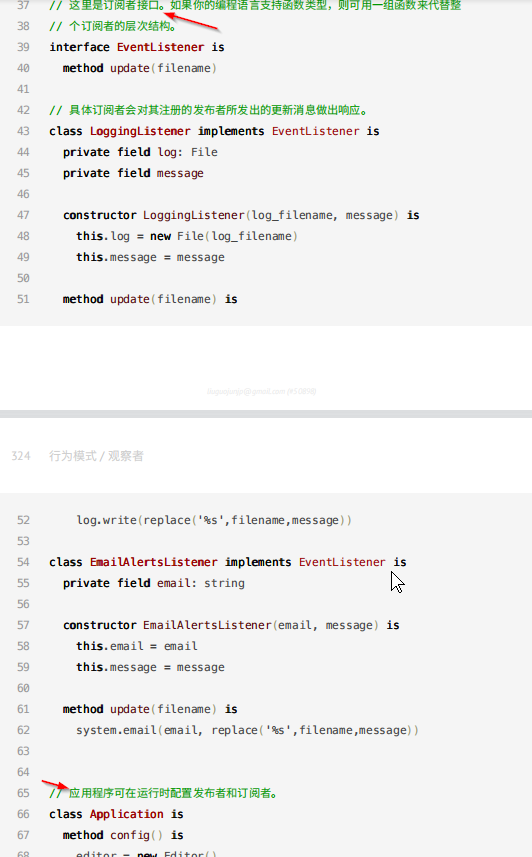 37 // 这里是订阅者接口。如果你的编程语言支持函数类型，则可用一组函数来代替整
38 // 个订阅者的层次结构。
39 interface EventListener is
40 method update(filename)
41
42 // 具体订阅者会对其注册的发布者所发出的更新消息做出响应。
43 class LoggingListener implements EventListener is
44 private field log: File
45 private field message
46
47 constructor LoggingListener(log_filename, message) is
48 this.log = new File(log_filename)
49 this.message = message
50
51 method update(filename) is
324 行为模式 / 观察者
52 log.write(replace('%s',filename,message))
53
54 class EmailAlertsListener implements EventListener is
55 private field email: string
56
57 constructor EmailAlertsListener(email, message) is
58 this.email = email
59 this.message = message
60
61 method update(filename) is
62 system.email(email, replace('%s',filename,message))
63
64
65 // 应用程序可在运行时配置发布者和订阅者。
66 class Application is
67 method config() is
68 editor = new Editor()